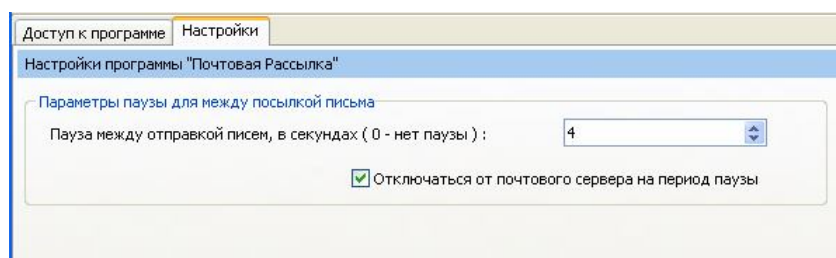 Доступ к программе Настройки
Настройки программы "Почтовая Рассылка"
Параметры паузы для между посылкой письма
Пауза между отправкой писем, в секундах ( 0 - нет паузы ) : 4
Отключаться от почтового сервера на период паузы